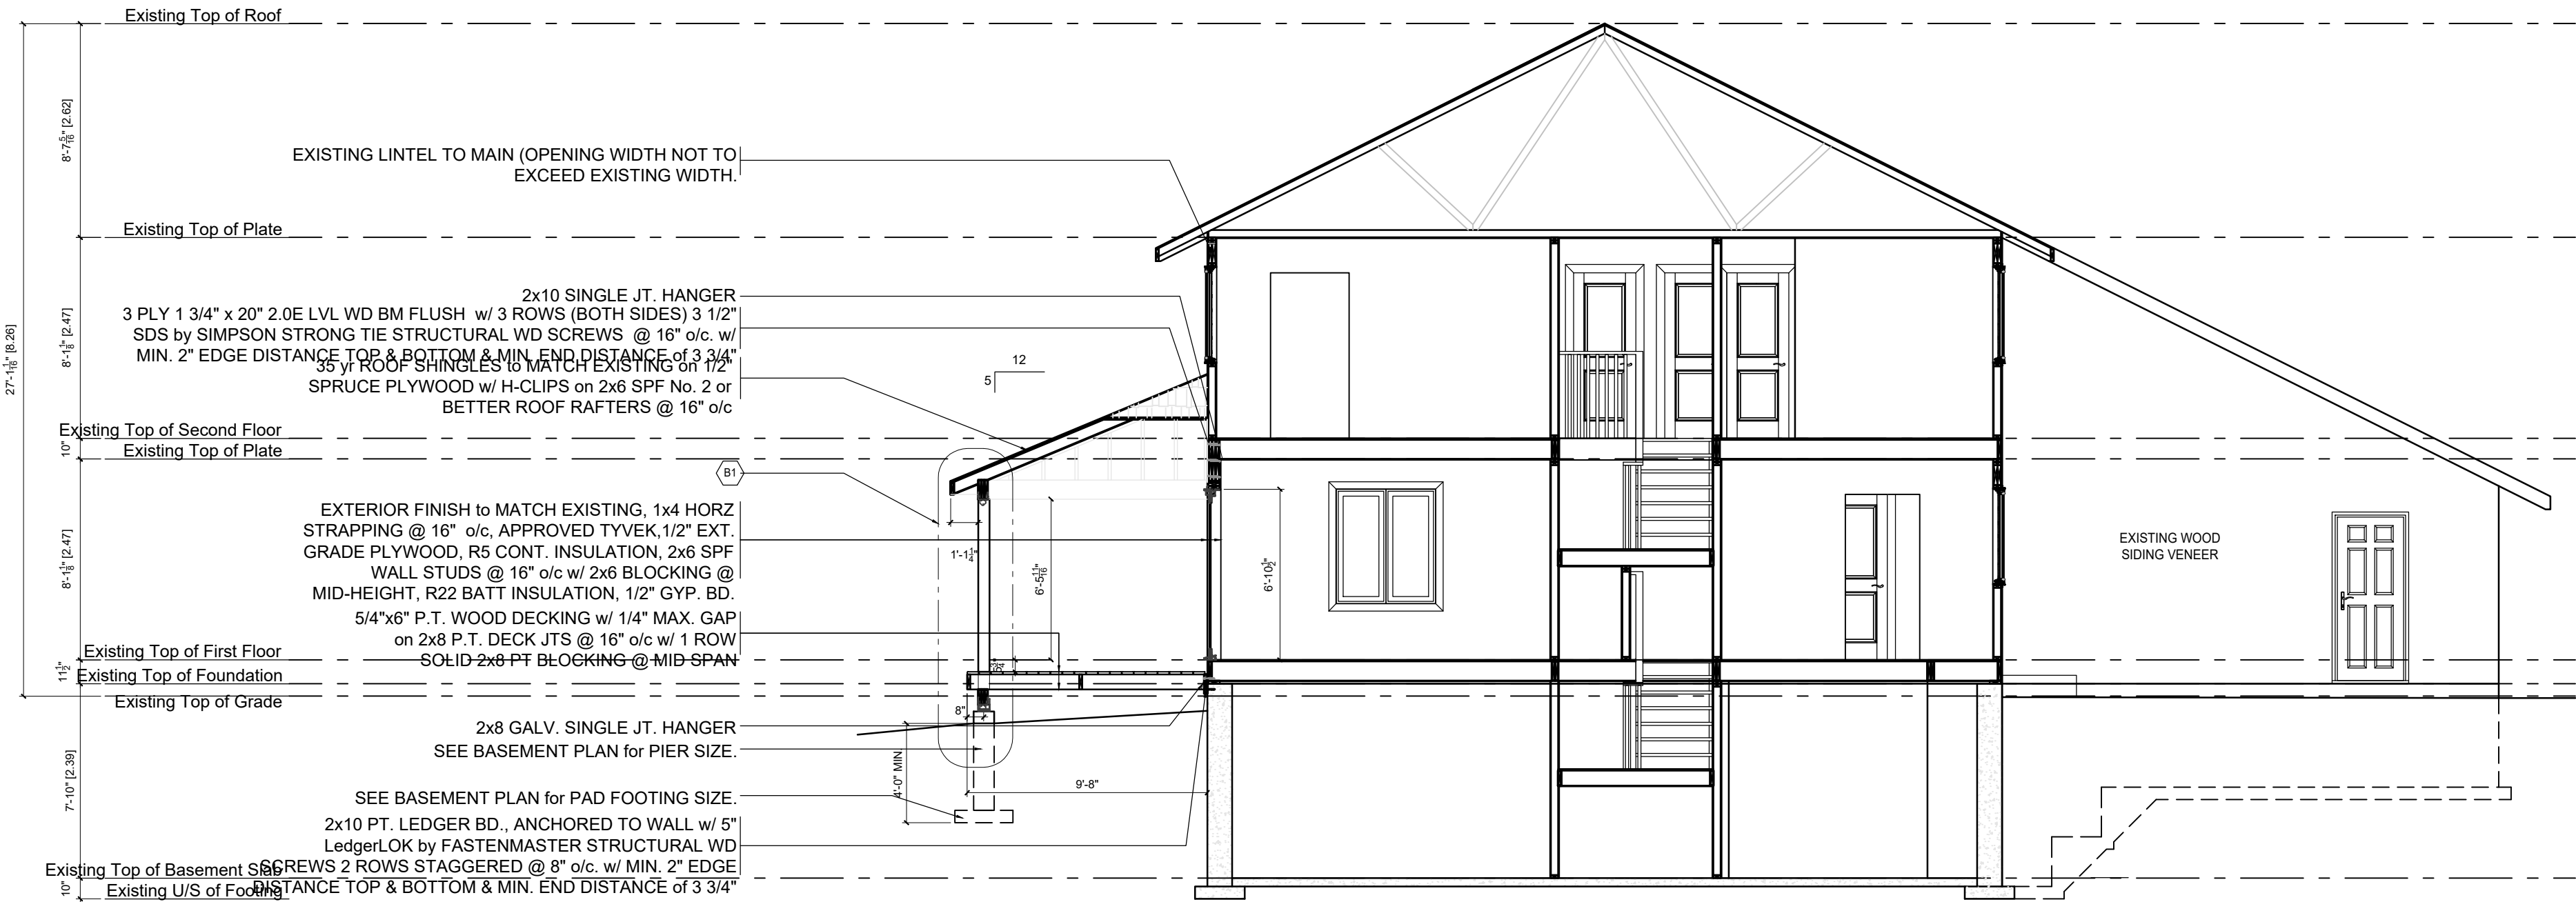 Existing Top of Roof
8'-7 5/16" [2.62]
27'-1 1/16" [8.26]
EXISTING LINTEL TO MAIN (OPENING WIDTH NOT TO
EXCEED EXISTING WIDTH.
Existing Top of Plate
8'-1 1/8" [2.47]
2x10 SINGLE JT. HANGER
3 PLY 1 3/4" x 20" 2.0E LVL WD BM FLUSH w/ 3 ROWS (BOTH SIDES) 3 1/2"
SDS by SIMPSON STRONG TIE STRUCTURAL WD SCREWS @ 16" o/c. w/
MIN. 2" EDGE DISTANCE TOP & BOTTOM & MIN. END DISTANCE of 3 3/4"
35 yr ROOF SHINGLES to MATCH EXISTING on 1/2"
SPRUCE PLYWOOD w/ H-CLIPS on 2x6 SPF No. 2 or
BETTER ROOF RAFTERS @ 16" o/c
12
5
Existing Top of Second Floor
10"
Existing Top of Plate
B1
8'-1 1/8" [2.47]
EXTERIOR FINISH to MATCH EXISTING, 1x4 HORZ
STRAPPING @ 16" o/c, APPROVED TYVEK,1/2" EXT.
GRADE PLYWOOD, R5 CONT. INSULATION, 2x6 SPF
WALL STUDS @ 16" o/c w/ 2x6 BLOCKING @
MID-HEIGHT, R22 BATT INSULATION, 1/2" GYP. BD.
1'-1 1/4"
6'-5 11/16"
6'-10 1/2"
EXISTING WOOD
SIDING VENEER
5/4"x6" P.T. WOOD DECKING w/ 1/4" MAX. GAP
on 2x8 P.T. DECK JTS @ 16" o/c w/ 1 ROW
SOLID 2x8 PT BLOCKING @ MID SPAN
Existing Top of First Floor
11 1/2"
Existing Top of Foundation
Existing Top of Grade
8"
2x8 GALV. SINGLE JT. HANGER
SEE BASEMENT PLAN for PIER SIZE.
7'-10" [2.39]
4'-0" MIN.
9'-8"
SEE BASEMENT PLAN for PAD FOOTING SIZE.
2x10 PT. LEDGER BD., ANCHORED TO WALL w/ 5"
LedgerLOK by FASTENMASTER STRUCTURAL WD
SCREWS 2 ROWS STAGGERED @ 8" o/c. w/ MIN. 2" EDGE
DISTANCE TOP & BOTTOM & MIN. END DISTANCE of 3 3/4"
Existing Top of Basement Slab
10"
Existing U/S of Footing